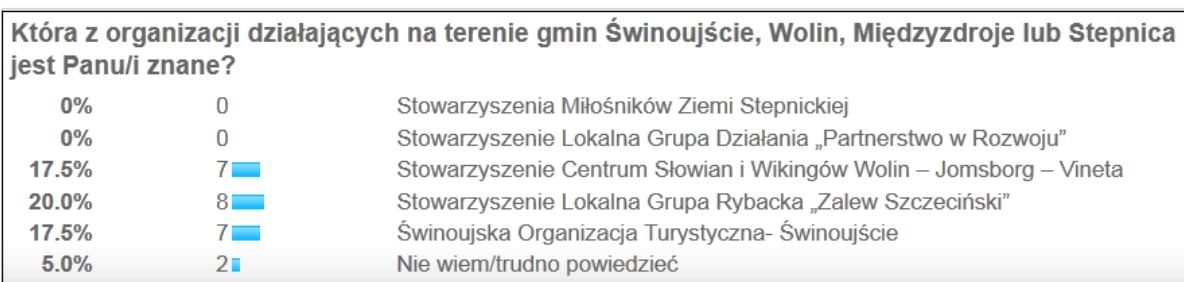 Która z organizacji działających na terenie gmin Świnoujście, Wolin, Międzyzdroje lub Stepnica
jest Panu/i znane?
0% 0 Stowarzyszenia Miłośników Ziemi Stepnickiej
0% 0 Stowarzyszenie Lokalna Grupa Działania „Partnerstwo w Rozwoju”
17.5% 7 Stowarzyszenie Centrum Słowian i Wikingów Wolin – Jomsborg – Vineta
20.0% 8 Stowarzyszenie Lokalna Grupa Rybacka „Zalew Szczeciński”
17.5% 7 Świnoujska Organizacja Turystyczna- Świnoujście
5.0% 2 Nie wiem/trudno powiedzieć